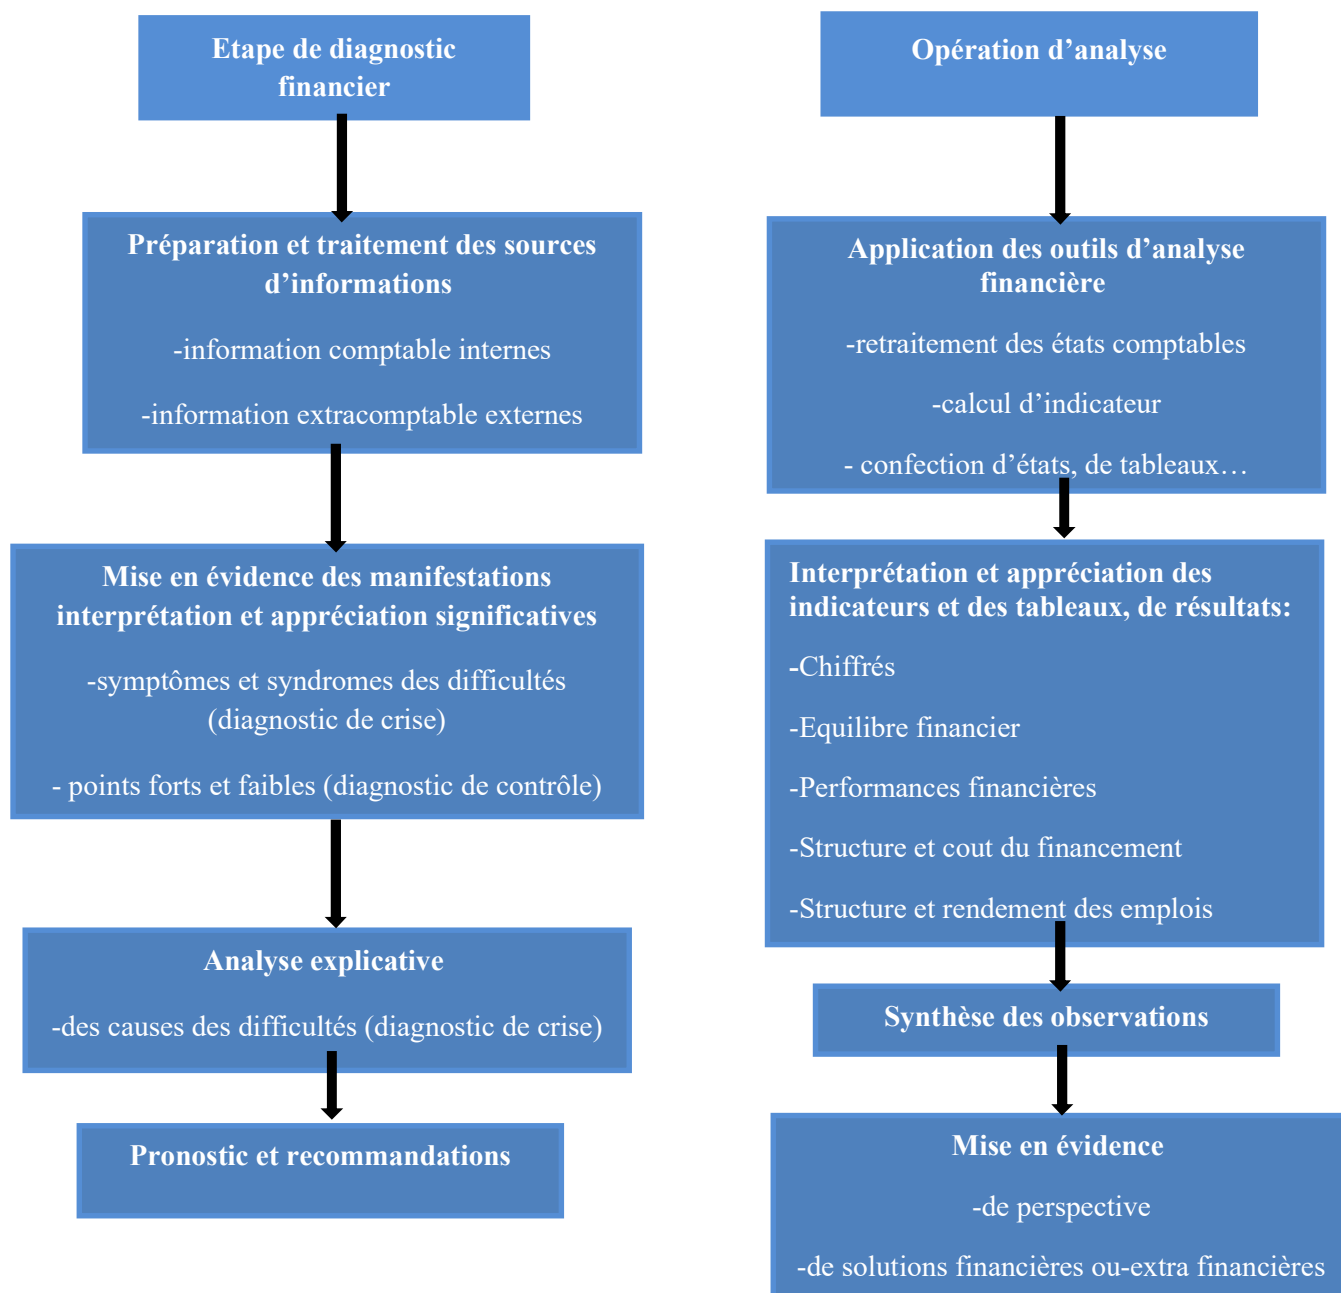 Etape de diagnostic
financier
Préparation et traitement des sources
d’informations
-information comptable internes
-information extracomptable externes
Mise en évidence des manifestations
interprétation et appréciation significatives
-symptômes et syndromes des difficultés
(diagnostic de crise)
- points forts et faibles (diagnostic de contrôle)
Analyse explicative
-des causes des difficultés (diagnostic de crise)
Pronostic et recommandations
Opération d’analyse
Application des outils d’analyse
financière
-retraitement des états comptables
-calcul d’indicateur
- confection d’états, de tableaux…
Interprétation et appréciation des
indicateurs et des tableaux, de résultats:
-Chiffrés
-Equilibre financier
-Performances financières
-Structure et cout du financement
-Structure et rendement des emplois
Synthèse des observations
Mise en évidence
-de perspective
-de solutions financières ou-extra financières